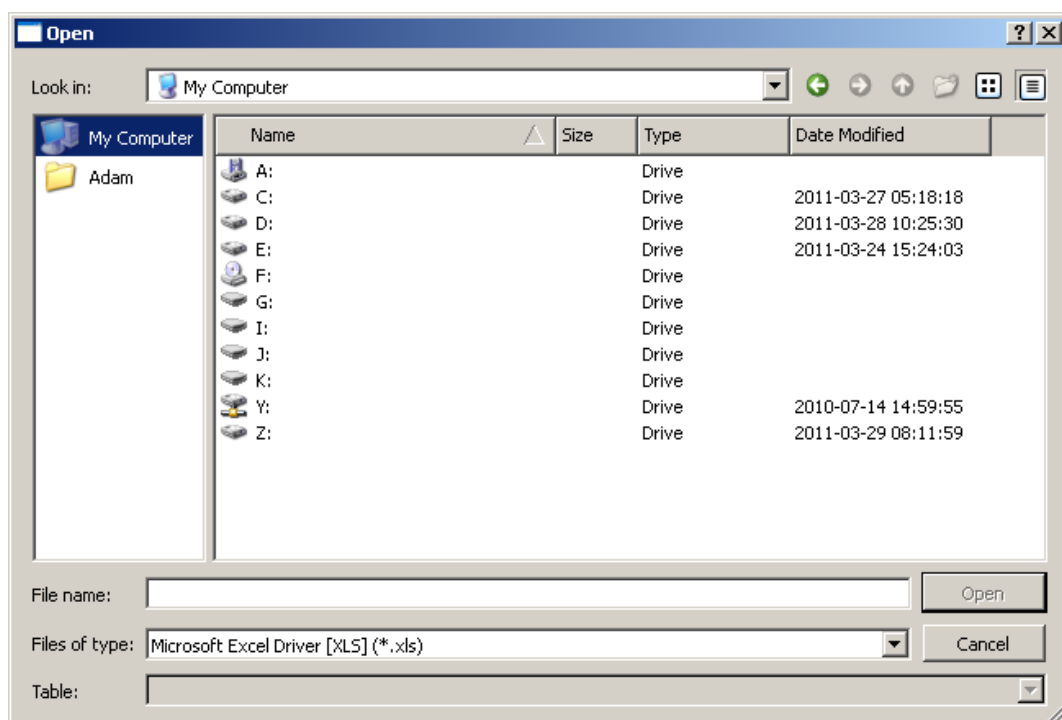 Open
Look in: My Computer
My Computer
Adam
Name Size Type Date Modified
A: Drive
C: Drive 2011-03-27 05:18:18
D: Drive 2011-03-28 10:25:30
E: Drive 2011-03-24 15:24:03
F: Drive
G: Drive
I: Drive
J: Drive
K: Drive
Y: Drive 2010-07-14 14:59:55
Z: Drive 2011-03-29 08:11:59
File name: Open
Files of type: Microsoft Excel Driver [XLS] (*.xls) Cancel
Table: